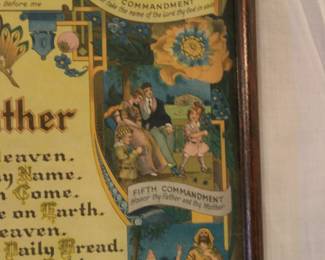 before me
COMMANDMENT
take the name of the Lord thy God in vain
ther
eaven.
y Name.
Come.
e on Earth.
eaven.
Daily Bread.
FIFTH COMMANDMENT
Honor thy Father and thy Mother